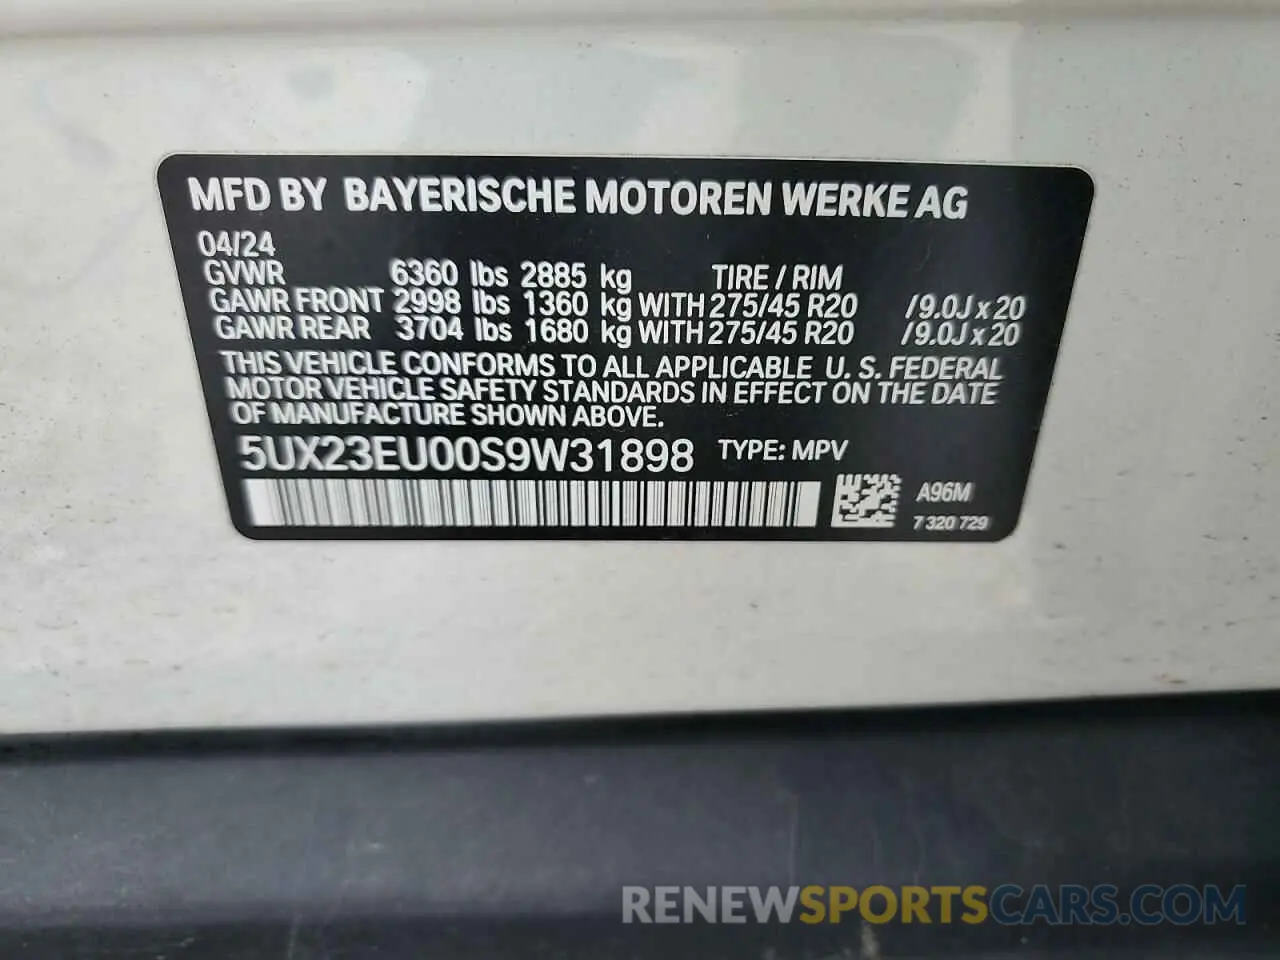 MFD BY BAYERISCHE MOTOREN WERKE AG
04/24
GVWR 6360 lbs 2885 kg TIRE / RIM
GAWR FRONT 2998 lbs 1360 kg WITH 275/45 R20 /9.0J x 20
GAWR REAR 3704 lbs 1680 kg WITH 275/45 R20 /9.0J x 20
THIS VEHICLE CONFORMS TO ALL APPLICABLE U. S. FEDERAL
MOTOR VEHICLE SAFETY STANDARDS IN EFFECT ON THE DATE
OF MANUFACTURE SHOWN ABOVE.
5UX23EU00S9W31898 TYPE: MPV
A96M
7 320 729
RENEWSPORTSCARS.COM